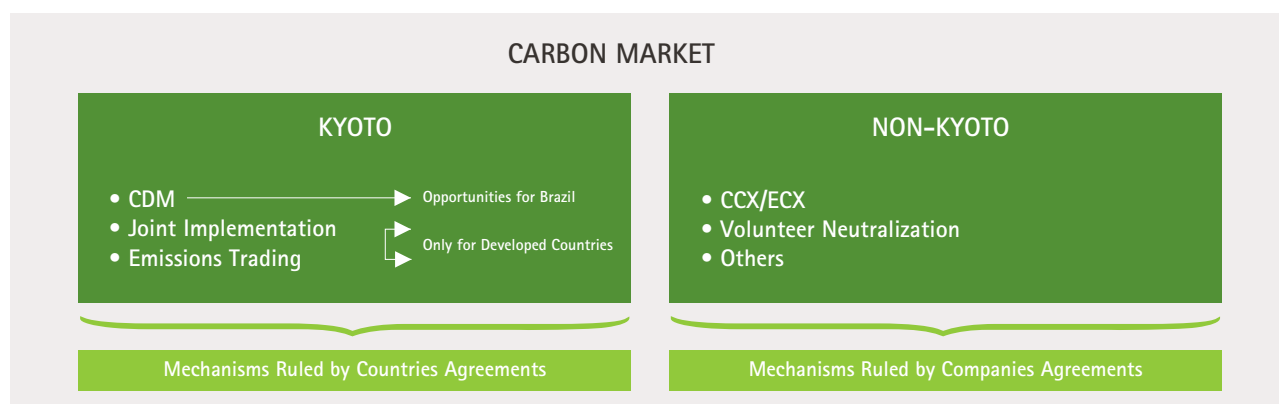 CARBON MARKET
KYOTO
• CDM
Opportunities for Brazil
• Joint Implementation
• Emissions Trading
Only for Developed Countries
Mechanisms Ruled by Countries Agreements
NON-KYOTO
• CCX/ECX
• Volunteer Neutralization
• Others
Mechanisms Ruled by Companies Agreements